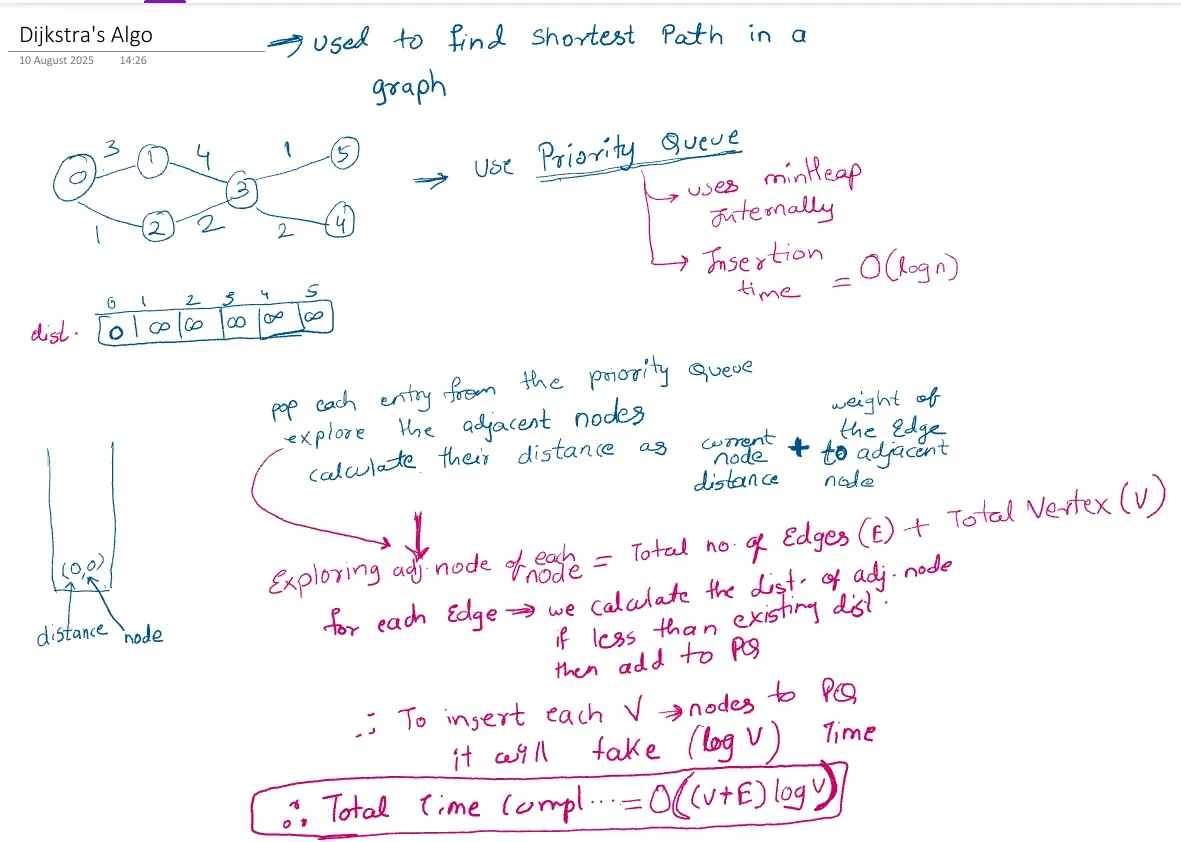 Dijkstra's Algo
10 August 2025 14:26
→ used to find shortest Path in a
graph
0 3 1 4 3 1 5
1 2 2 2 4
→ Use Priority Queue
→ uses minHeap
Internally
→ Insertion
time = O(log n)
0 1 2 3 4 5
dist. 0 ∞ ∞ ∞ ∞ ∞
pop each entry from the priority Queue
explore the adjacent nodes
calculate their distance as current node distance + weight of the Edge to adjacent node
(0,0)
distance node
Exploring adj. node of each node = Total no. of Edges (E) + Total Vertex (V)
for each Edge → we calculate the dist. of adj. node
if less than existing dist.
then add to PQ
∴ To insert each V → nodes to PQ
it will take (log V) Time
∴ Total Time Compl... = O((V+E) log V)